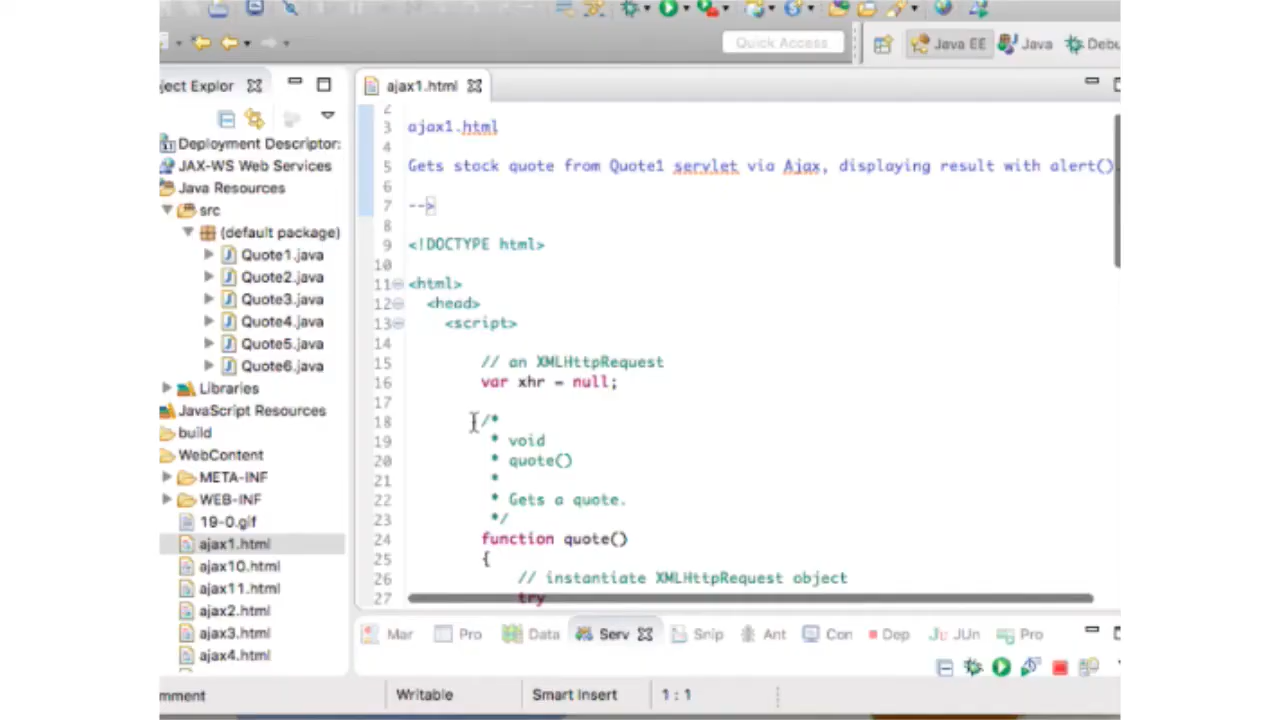 Quick Access
Java EE
Java
Debu
ject Explor
ajax1.html
Deployment Descriptor:
JAX-WS Web Services
Java Resources
src
(default package)
Quote1.java
Quote2.java
Quote3.java
Quote4.java
Quote5.java
Quote6.java
Libraries
JavaScript Resources
build
WebContent
META-INF
WEB-INF
19-0.gif
ajax1.html
ajax10.html
ajax11.html
ajax2.html
ajax3.html
ajax4.html
2
3 ajax1.html
4
5 Gets stock quote from Quote1 servlet via Ajax, displaying result with alert()
6
7 -->
8
9 <!DOCTYPE html>
10
11 <html>
12 <head>
13 <script>
14
15 // an XMLHttpRequest
16 var xhr = null;
17
18 /*
19 * void
20 * quote()
21 *
22 * Gets a quote.
23 */
24 function quote()
25 {
26 // instantiate XMLHttpRequest object
27 try
Mar
Pro
Data
Serv
Snip
Ant
Con
Dep
JUn
Pro
mment
Writable
Smart Insert
1 : 1